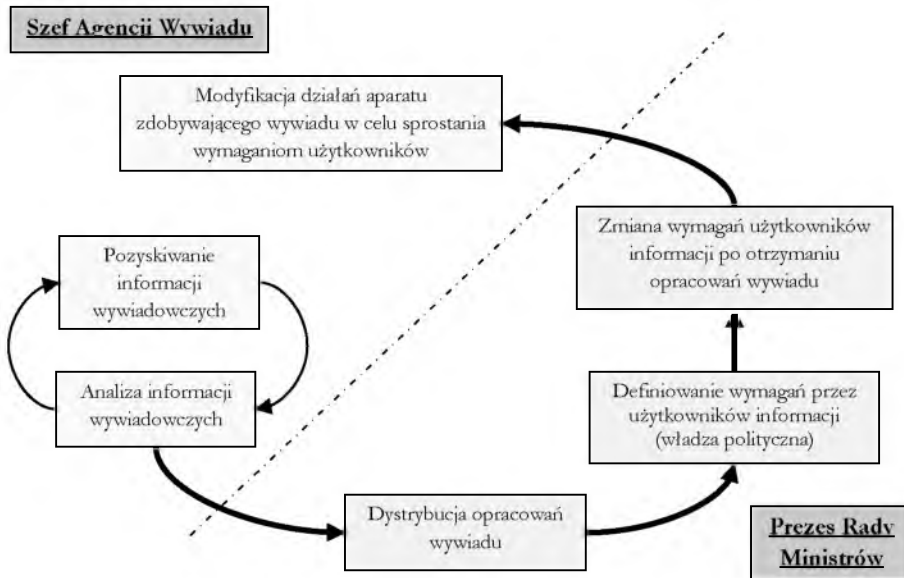 Szef Agencji Wywiadu
Modyfikacja działań aparatu
zdobywającego wywiadu w celu sprostania
wymaganiom użytkowników
Zmiana wymagań użytkowników
informacji po otrzymaniu
opracowań wywiadu
Pozyskiwanie
informacji
wywiadowczych
Analiza informacji
wywiadowczych
Definiowanie wymagań przez
użytkowników informacji
(władza polityczna)
Dystrybucja opracowań
wywiadu
Prezes Rady
Ministrów